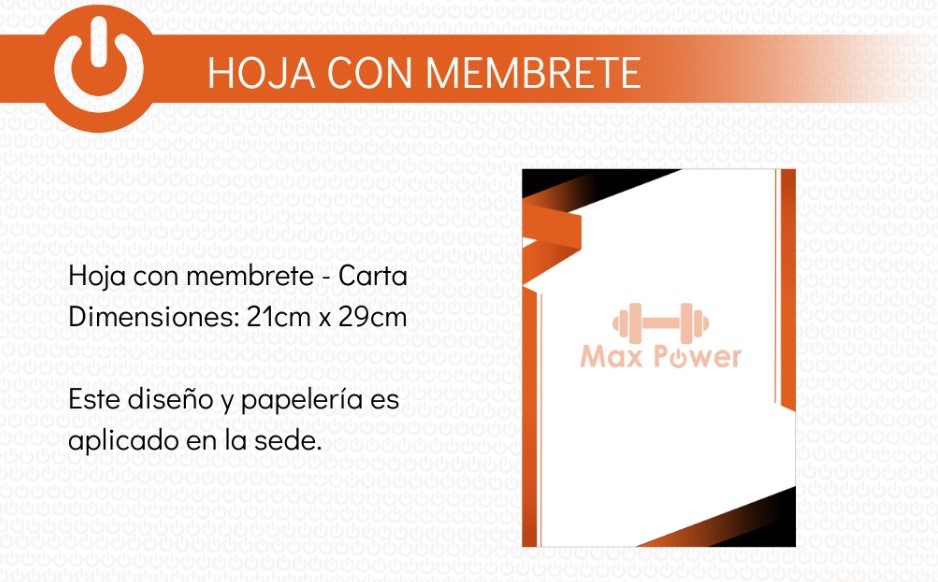 HOJA CON MEMBRETE
Hoja con membrete - Carta
Dimensiones: 21cm x 29cm
Este diseño y papelería es
aplicado en la sede.
Max Power